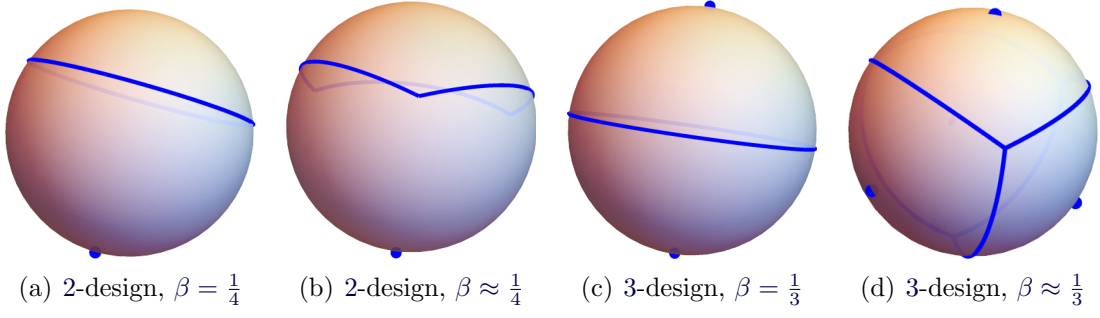 (a) 2-design, β = 1/4 (b) 2-design, β ≈ 1/4 (c) 3-design, β = 1/3 (d) 3-design, β ≈ 1/3